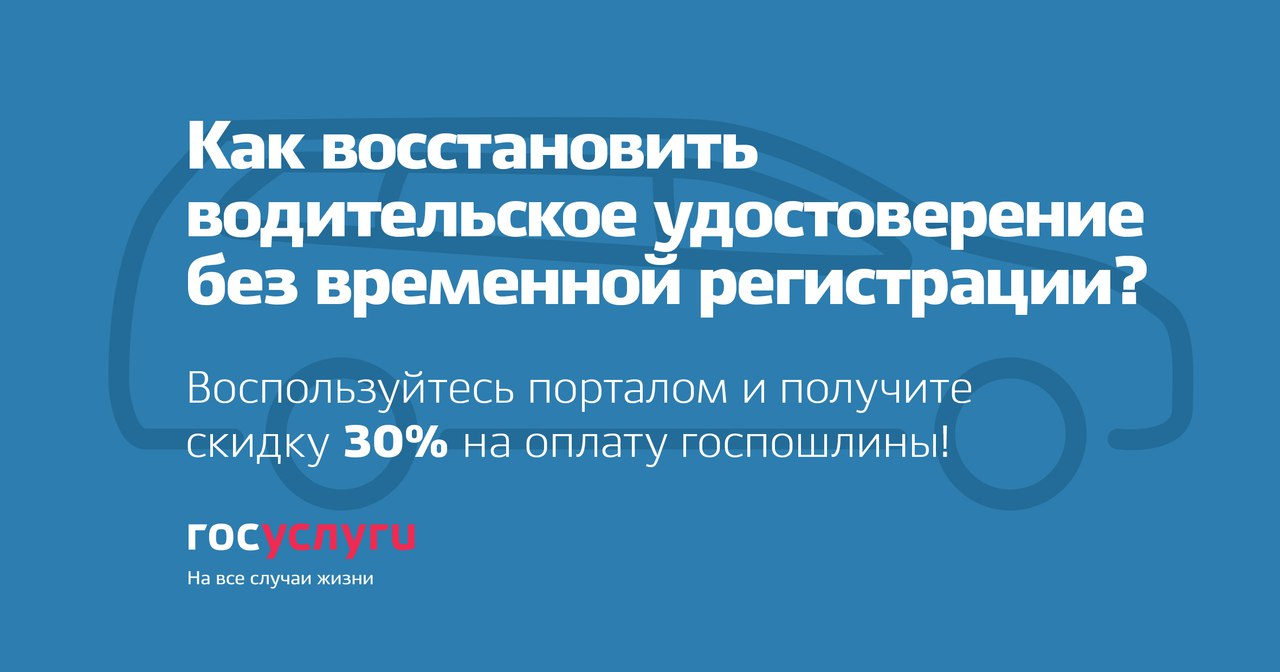 Как восстановить
водительское удостоверение
без временной регистрации?
Воспользуйтесь порталом и получите
скидку 30% на оплату госпошлины!
госуслуги
На все случаи жизни